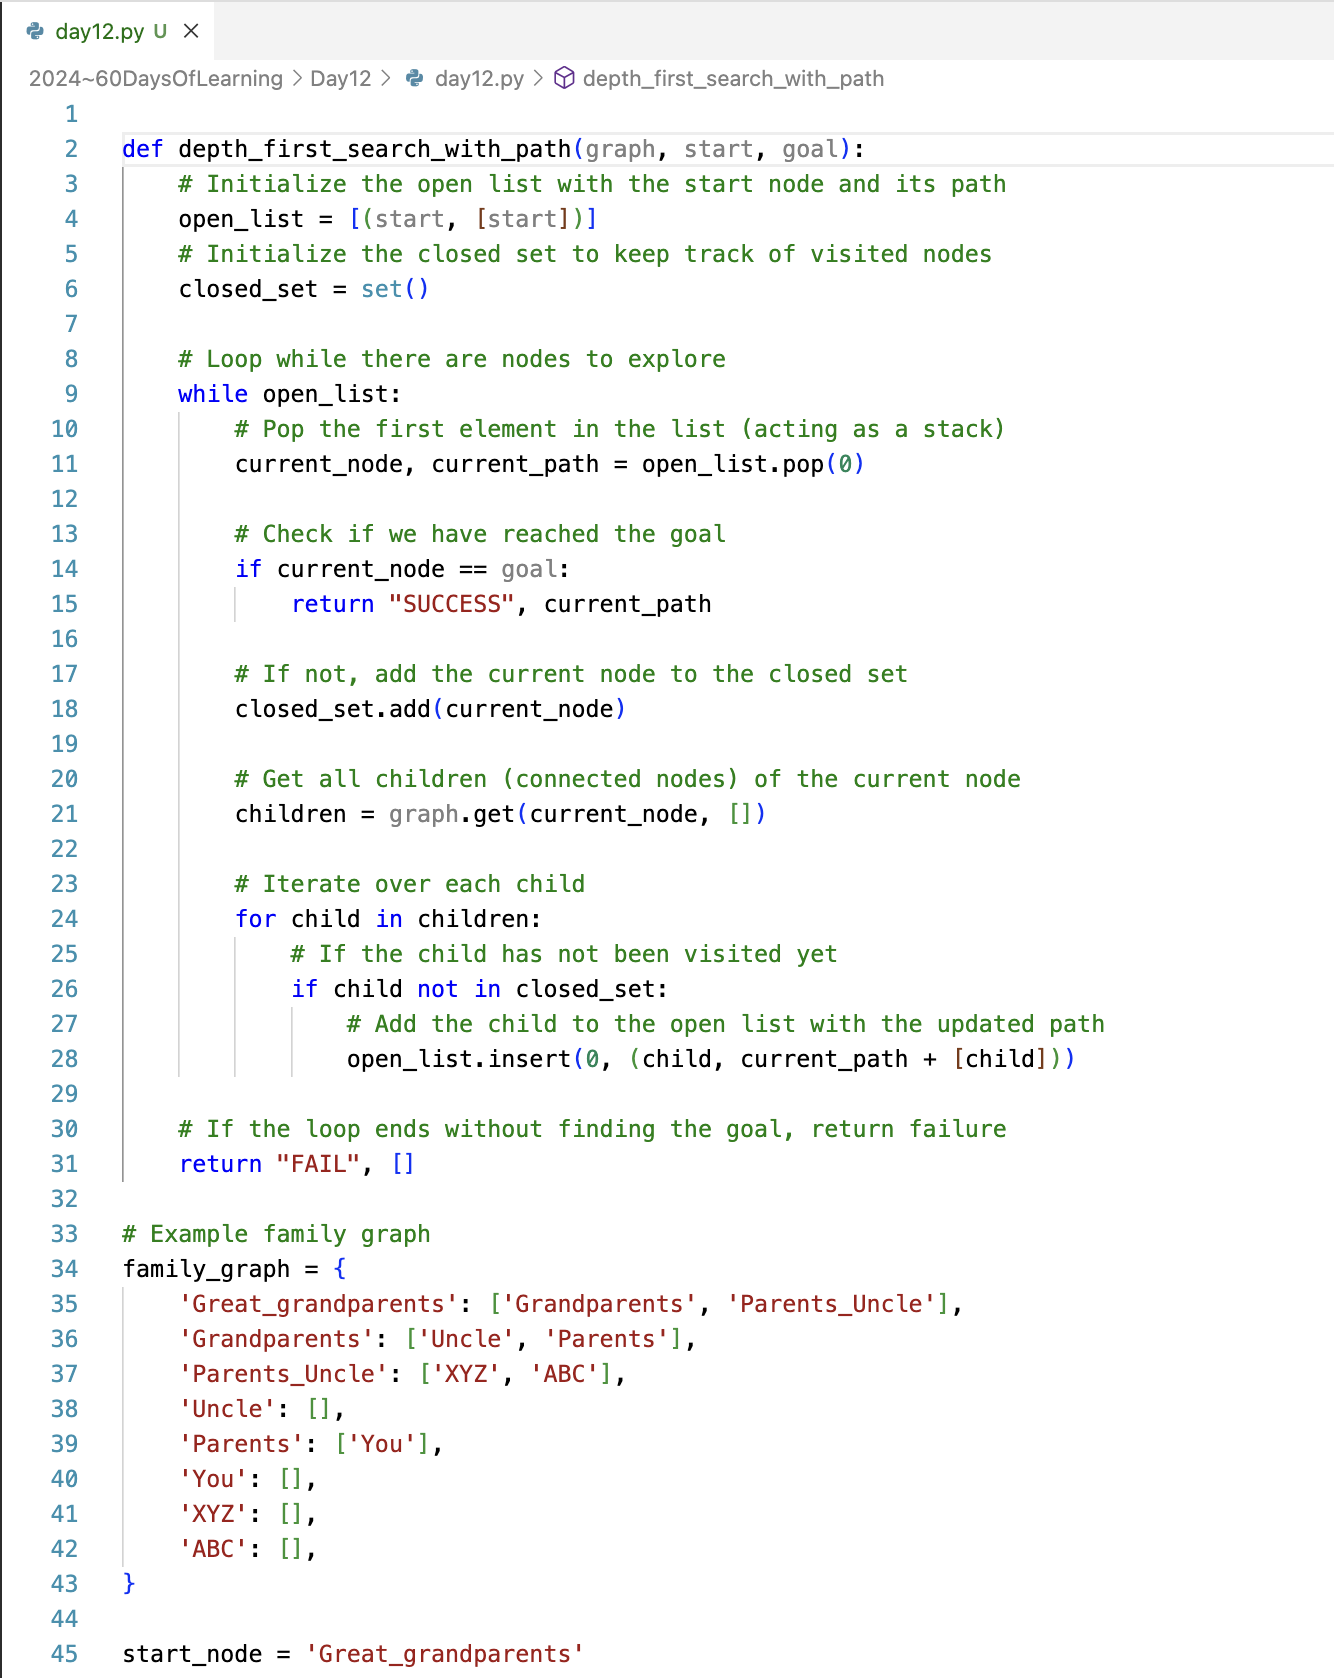 day12.py U
2024~60DaysOfLearning > Day12 > day12.py > depth_first_search_with_path
1
2 def depth_first_search_with_path(graph, start, goal):
3     # Initialize the open list with the start node and its path
4     open_list = [(start, [start])]
5     # Initialize the closed set to keep track of visited nodes
6     closed_set = set()
7
8     # Loop while there are nodes to explore
9     while open_list:
10         # Pop the first element in the list (acting as a stack)
11         current_node, current_path = open_list.pop(0)
12
13         # Check if we have reached the goal
14         if current_node == goal:
15             return "SUCCESS", current_path
16
17         # If not, add the current node to the closed set
18         closed_set.add(current_node)
19
20         # Get all children (connected nodes) of the current node
21         children = graph.get(current_node, [])
22
23         # Iterate over each child
24         for child in children:
25             # If the child has not been visited yet
26             if child not in closed_set:
27                 # Add the child to the open list with the updated path
28                 open_list.insert(0, (child, current_path + [child]))
29
30     # If the loop ends without finding the goal, return failure
31     return "FAIL", []
32
33 # Example family graph
34 family_graph = {
35     'Great_grandparents': ['Grandparents', 'Parents_Uncle'],
36     'Grandparents': ['Uncle', 'Parents'],
37     'Parents_Uncle': ['XYZ', 'ABC'],
38     'Uncle': [],
39     'Parents': ['You'],
40     'You': [],
41     'XYZ': [],
42     'ABC': [],
43 }
44
45 start_node = 'Great_grandparents'